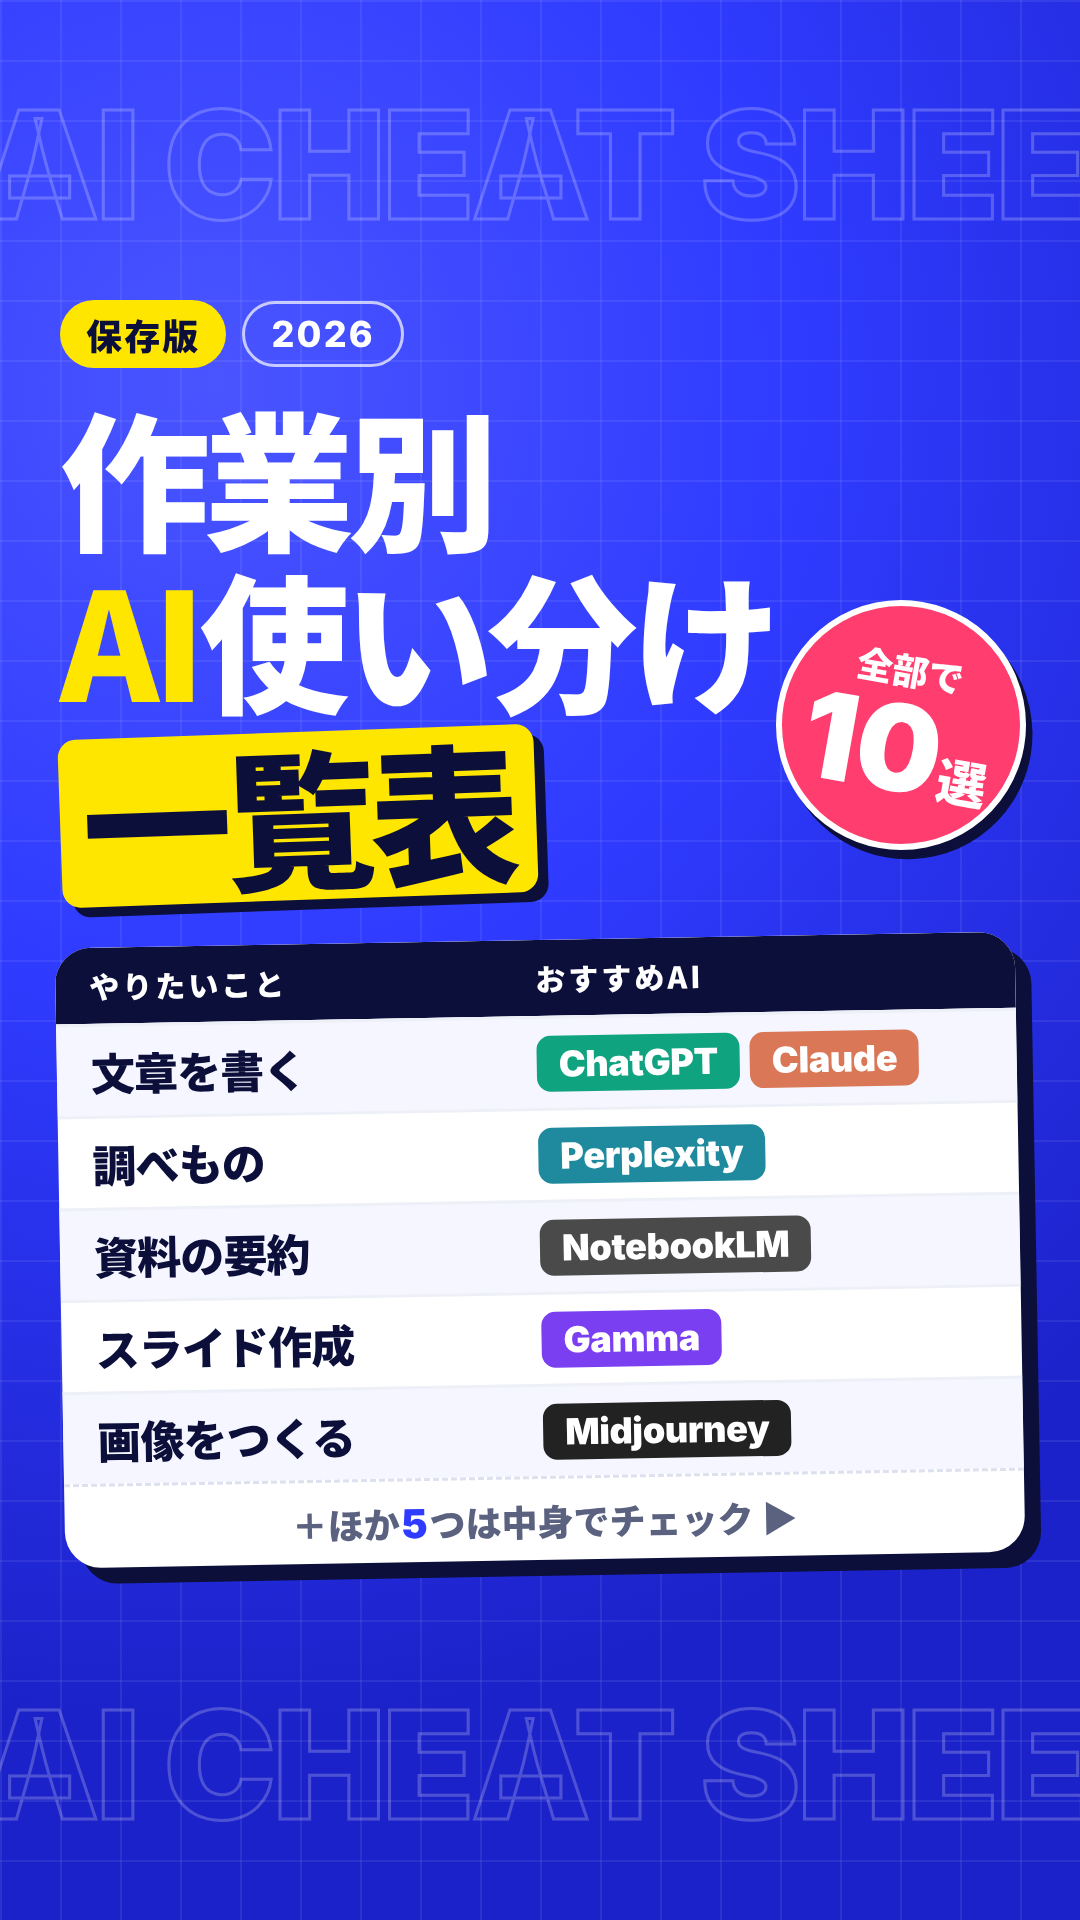 AI CHEAT SHEE
保存版 2026
作業別
AI使い分け
一覧表
全部で
10選
やりたいこと おすすめAI
文章を書く ChatGPT Claude
調べもの Perplexity
資料の要約 NotebookLM
スライド作成 Gamma
画像をつくる Midjourney
＋ほか5つは中身でチェック ▶
AI CHEAT SHEE